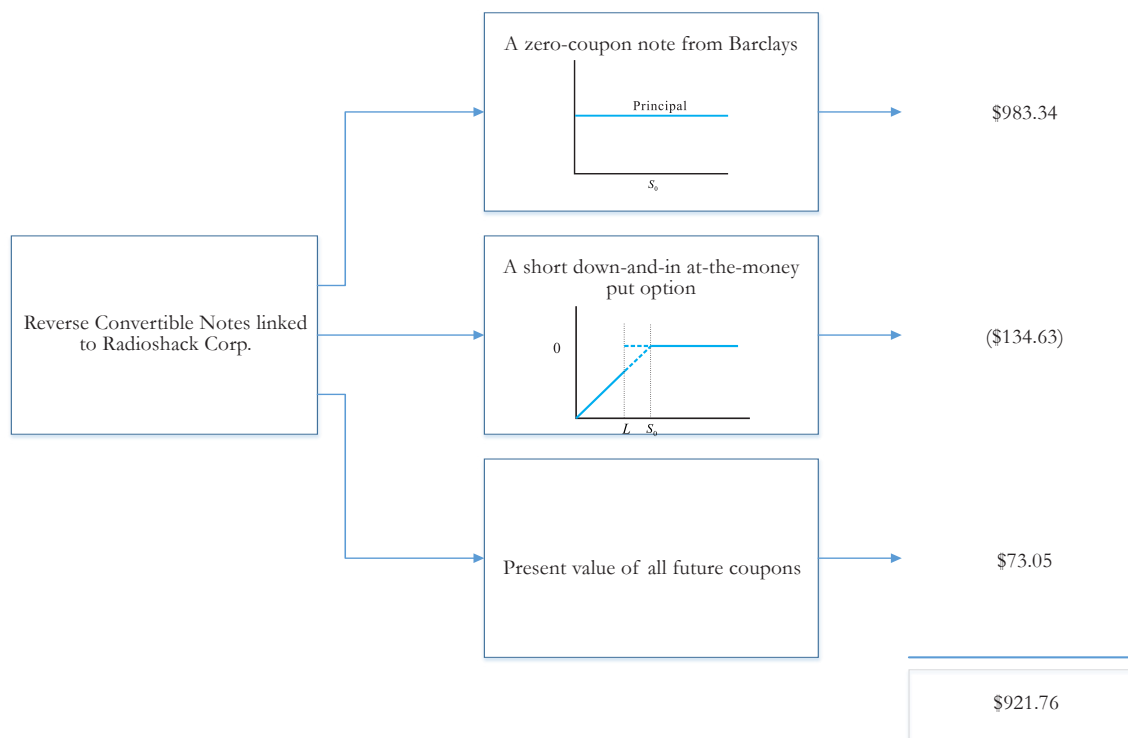 A zero-coupon note from Barclays
Principal
S0
$983.34
Reverse Convertible Notes linked
to Radioshack Corp.
A short down-and-in at-the-money
put option
0
L
S0
($134.63)
Present value of all future coupons
$73.05
$921.76